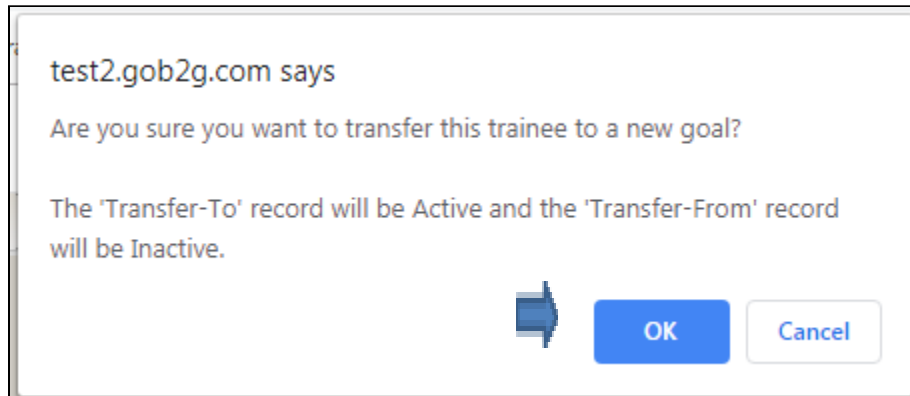 test2.gob2g.com says
Are you sure you want to transfer this trainee to a new goal?
The 'Transfer-To' record will be Active and the 'Transfer-From' record
will be Inactive.
OK Cancel